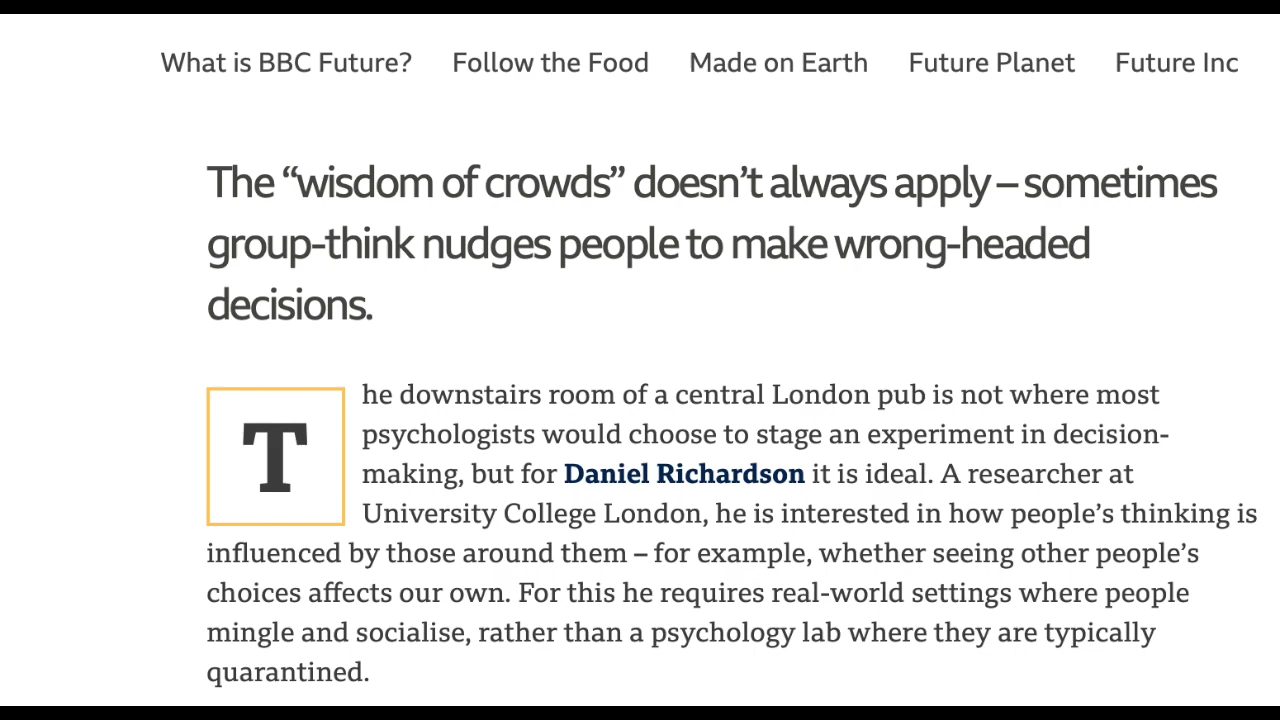 What is BBC Future? Follow the Food Made on Earth Future Planet Future Inc
The “wisdom of crowds” doesn’t always apply – sometimes
group-think nudges people to make wrong-headed
decisions.
The downstairs room of a central London pub is not where most
psychologists would choose to stage an experiment in decision-
making, but for Daniel Richardson it is ideal. A researcher at
University College London, he is interested in how people’s thinking is
influenced by those around them – for example, whether seeing other people’s
choices affects our own. For this he requires real-world settings where people
mingle and socialise, rather than a psychology lab where they are typically
quarantined.